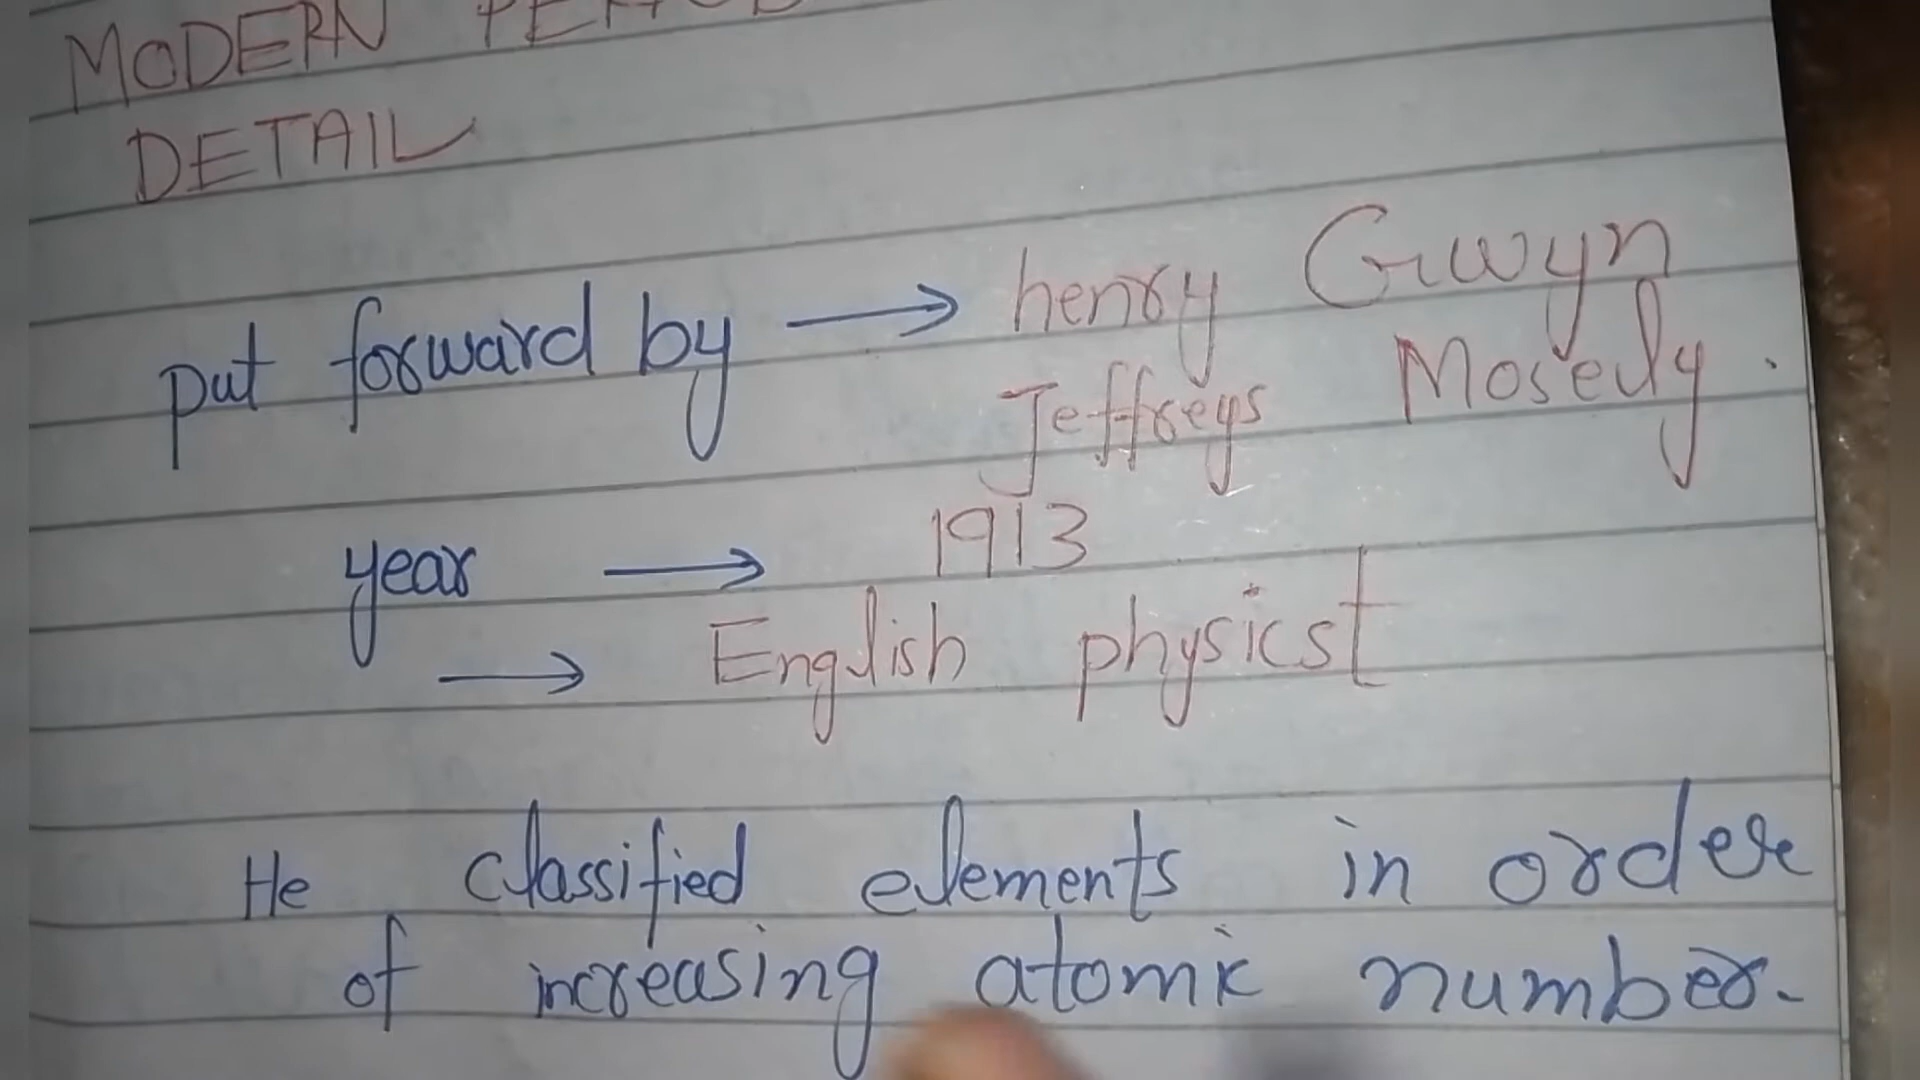 MODERN
DETAIL
put forward by → henry Gwyn
Jeffreys Mosely.
year → 1913
→ English physicst
He classified elements in order
of increasing atomic number.